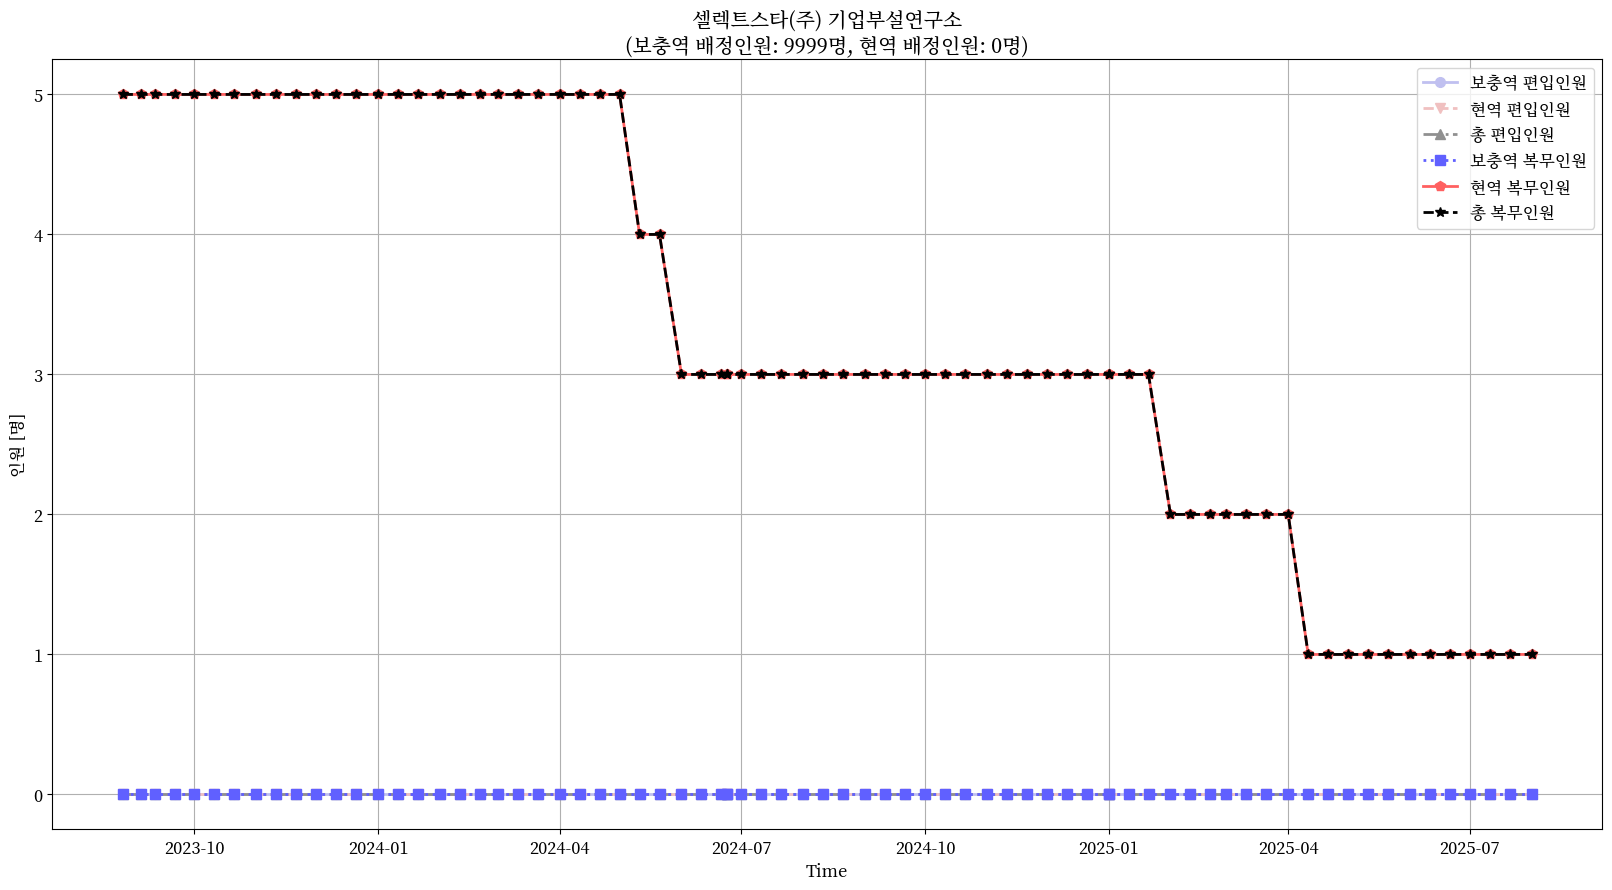 셀렉트스타(주) 기업부설연구소
(보충역 배정인원: 9999명, 현역 배정인원: 0명)
보충역 편입인원
현역 편입인원
총 편입인원
보충역 복무인원
현역 복무인원
총 복무인원
인원 [명]
5
4
3
2
1
0
2023-10
2024-01
2024-04
2024-07
2024-10
2025-01
2025-04
2025-07
Time